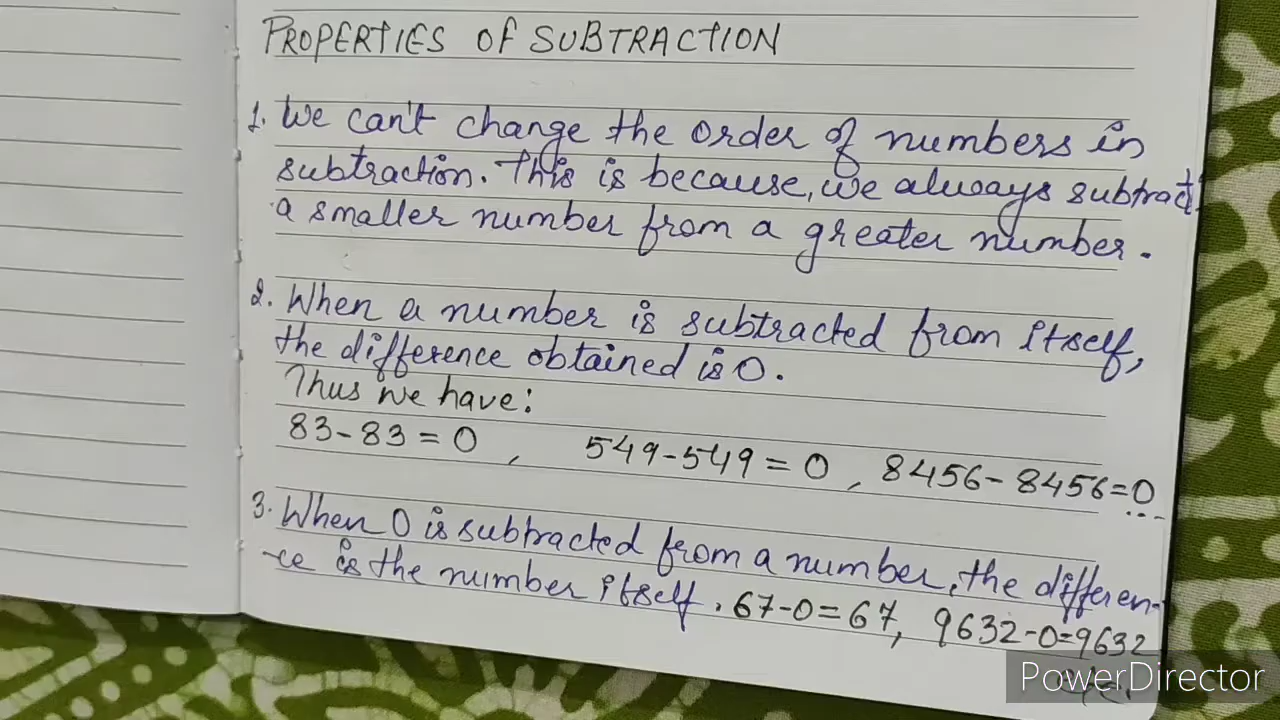 PROPERTIES OF SUBTRACTION
1. We can't change the order of numbers in
subtraction. This is because, we always subtract
a smaller number from a greater number.
2. When a number is subtracted from itself,
the difference obtained is 0.
Thus we have:
83-83=0, 549-549=0, 8456-8456=0
3. When 0 is subtracted from a number, the differen-
-ce is the number itself. 67-0=67, 9632-0=9632
PowerDirector